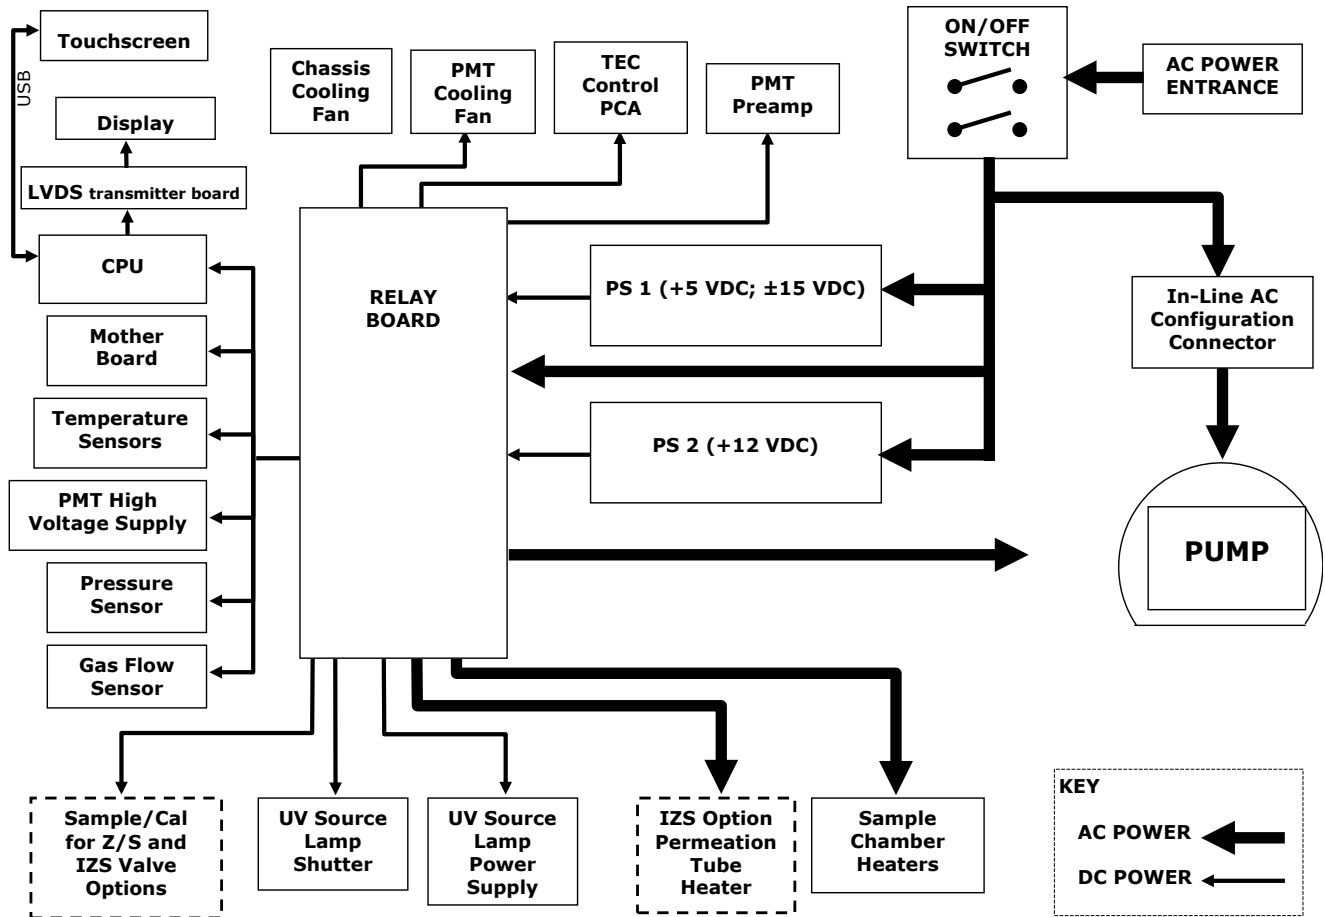 Touchscreen
USB
Display
LVDS transmitter board
CPU
Mother
Board
Temperature
Sensors
PMT High
Voltage Supply
Pressure
Sensor
Gas Flow
Sensor
Chassis
Cooling
Fan
PMT
Cooling
Fan
TEC
Control
PCA
PMT
Preamp
ON/OFF
SWITCH
AC POWER
ENTRANCE
RELAY
BOARD
PS 1 (+5 VDC; ±15 VDC)
PS 2 (+12 VDC)
In-Line AC
Configuration
Connector
PUMP
Sample/Cal
for Z/S and
IZS Valve
Options
UV Source
Lamp
Shutter
UV Source
Lamp
Power
Supply
IZS Option
Permeation
Tube
Heater
Sample
Chamber
Heaters
KEY
AC POWER
DC POWER